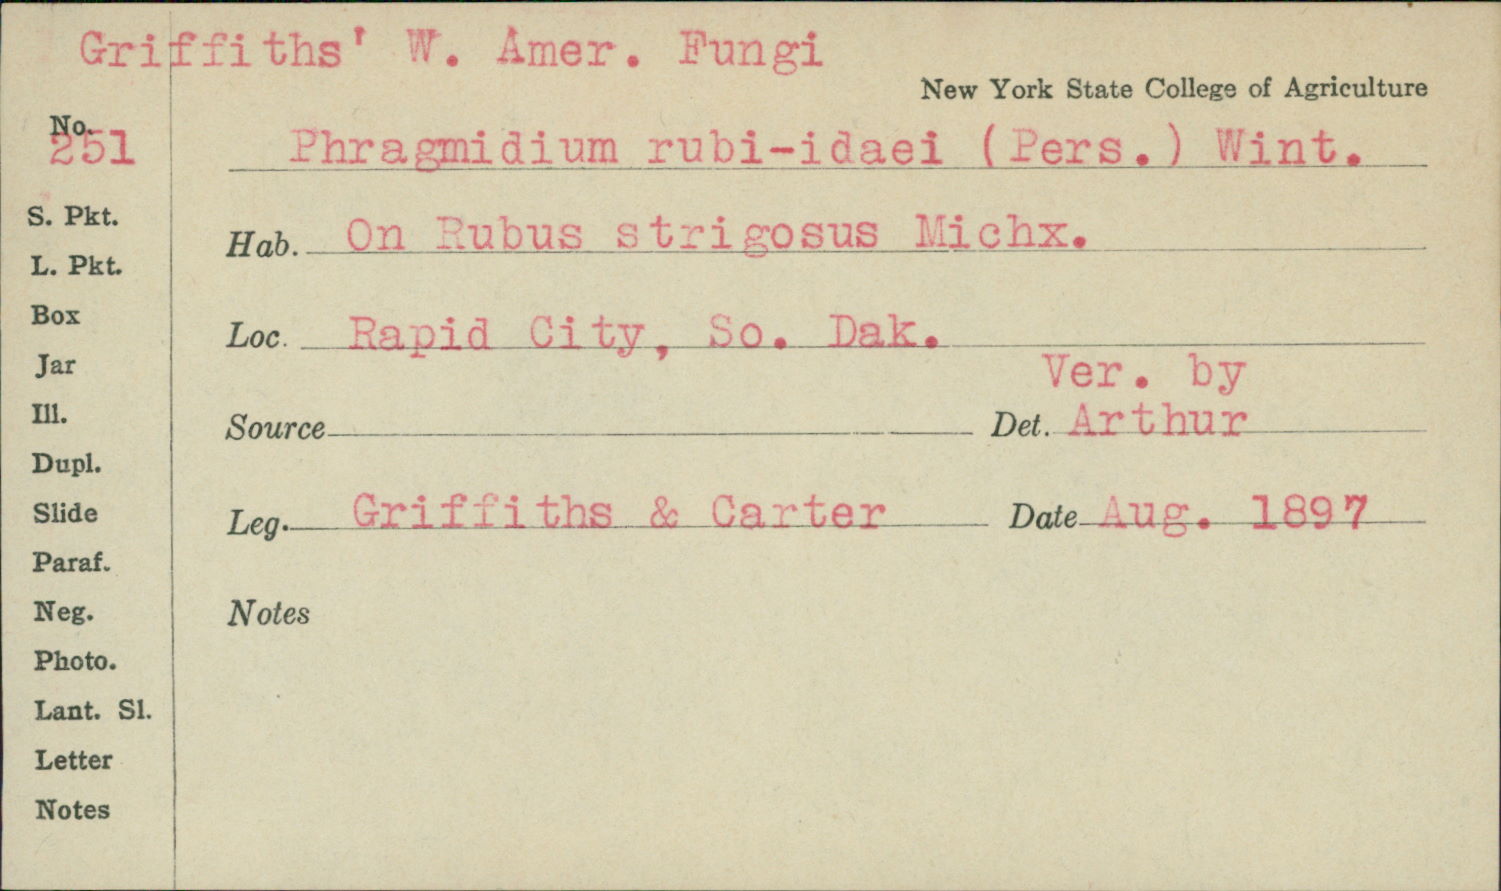 Griffiths' W. Amer. Fungi
New York State College of Agriculture
No.
251 Phragmidium rubi-idaei (Pers.) Wint.
S. Pkt.
Hab. On Rubus strigosus Michx.
L. Pkt.
Box
Loc. Rapid City, So. Dak.
Jar
Ver. by
Ill.
Source Det. Arthur
Dupl.
Slide
Leg. Griffiths & Carter Date Aug. 1897
Paraf.
Neg.
Notes
Photo.
Lant. Sl.
Letter
Notes